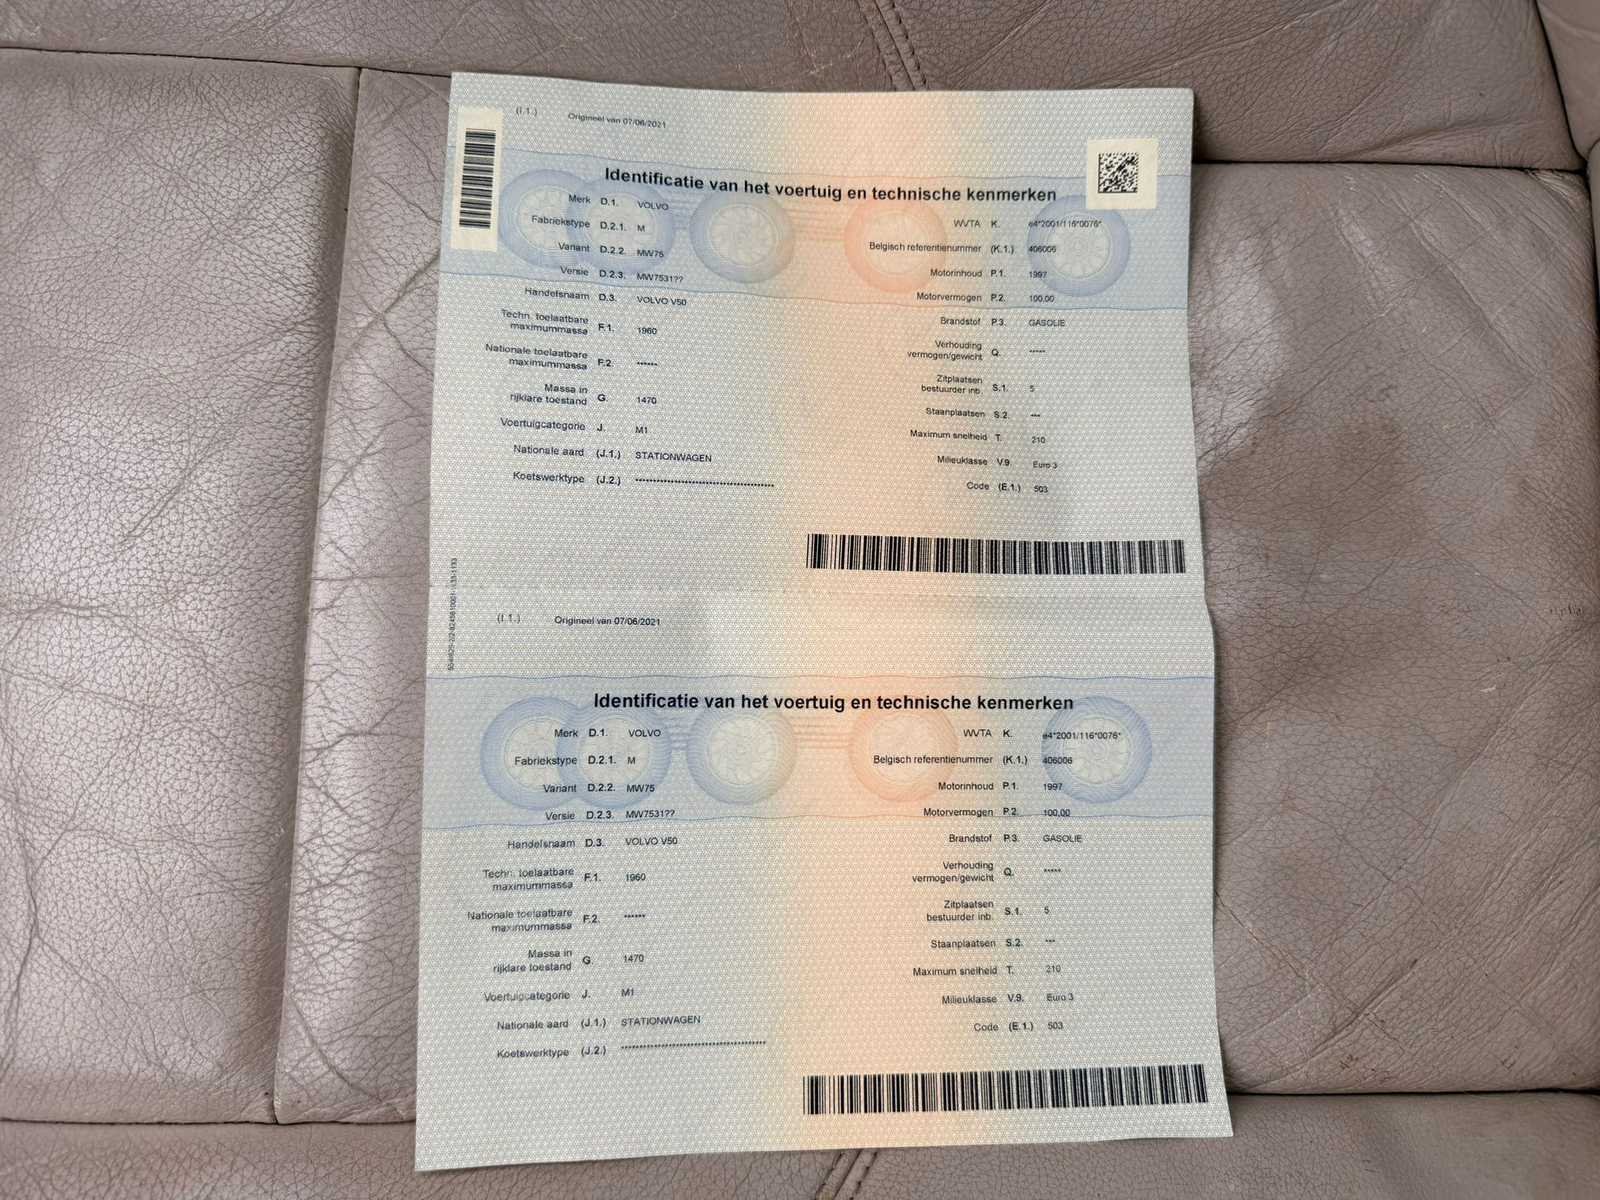 (I.1.) Origineel van 07/06/2021
Identificatie van het voertuig en technische kenmerken
Merk D.1. VOLVO
Fabriekstype D.2.1. M
Variant D.2.2. MW75
Versie D.2.3. MW7531??
Handelsnaam D.3. VOLVO V50
Techn. toelaatbare
maximummassa F.1. 1960
Nationale toelaatbare
maximummassa F.2. ******
Massa in
rijklare toestand G. 1470
Voertuigcategorie J. M1
Nationale aard (J.1.) STATIONWAGEN
Koetswerktype (J.2.) ****************************************
WVTA K. e4*2001/116*0076*
Belgisch referentienummer (K.1.) 406006
Motorinhoud P.1. 1997
Motorvermogen P.2. 100,00
Brandstof P.3. GASOLIE
Verhouding
vermogen/gewicht Q. *****
Zitplaatsen
bestuurder inb. S.1. 5
Staanplaatsen S.2. ***
Maximum snelheid T. 210
Milieuklasse V.9. Euro 3
Code (E.1.) 503
(I.1.) Origineel van 07/06/2021
Identificatie van het voertuig en technische kenmerken
Merk D.1. VOLVO
Fabriekstype D.2.1. M
Variant D.2.2. MW75
Versie D.2.3. MW7531??
Handelsnaam D.3. VOLVO V50
Techn. toelaatbare
maximummassa F.1. 1960
Nationale toelaatbare
maximummassa F.2. ******
Massa in
rijklare toestand G. 1470
Voertuigcategorie J. M1
Nationale aard (J.1.) STATIONWAGEN
Koetswerktype (J.2.) ****************************************
WVTA K. e4*2001/116*0076*
Belgisch referentienummer (K.1.) 406006
Motorinhoud P.1. 1997
Motorvermogen P.2. 100,00
Brandstof P.3. GASOLIE
Verhouding
vermogen/gewicht Q. *****
Zitplaatsen
bestuurder inb. S.1. 5
Staanplaatsen S.2. ***
Maximum snelheid T. 210
Milieuklasse V.9. Euro 3
Code (E.1.) 503